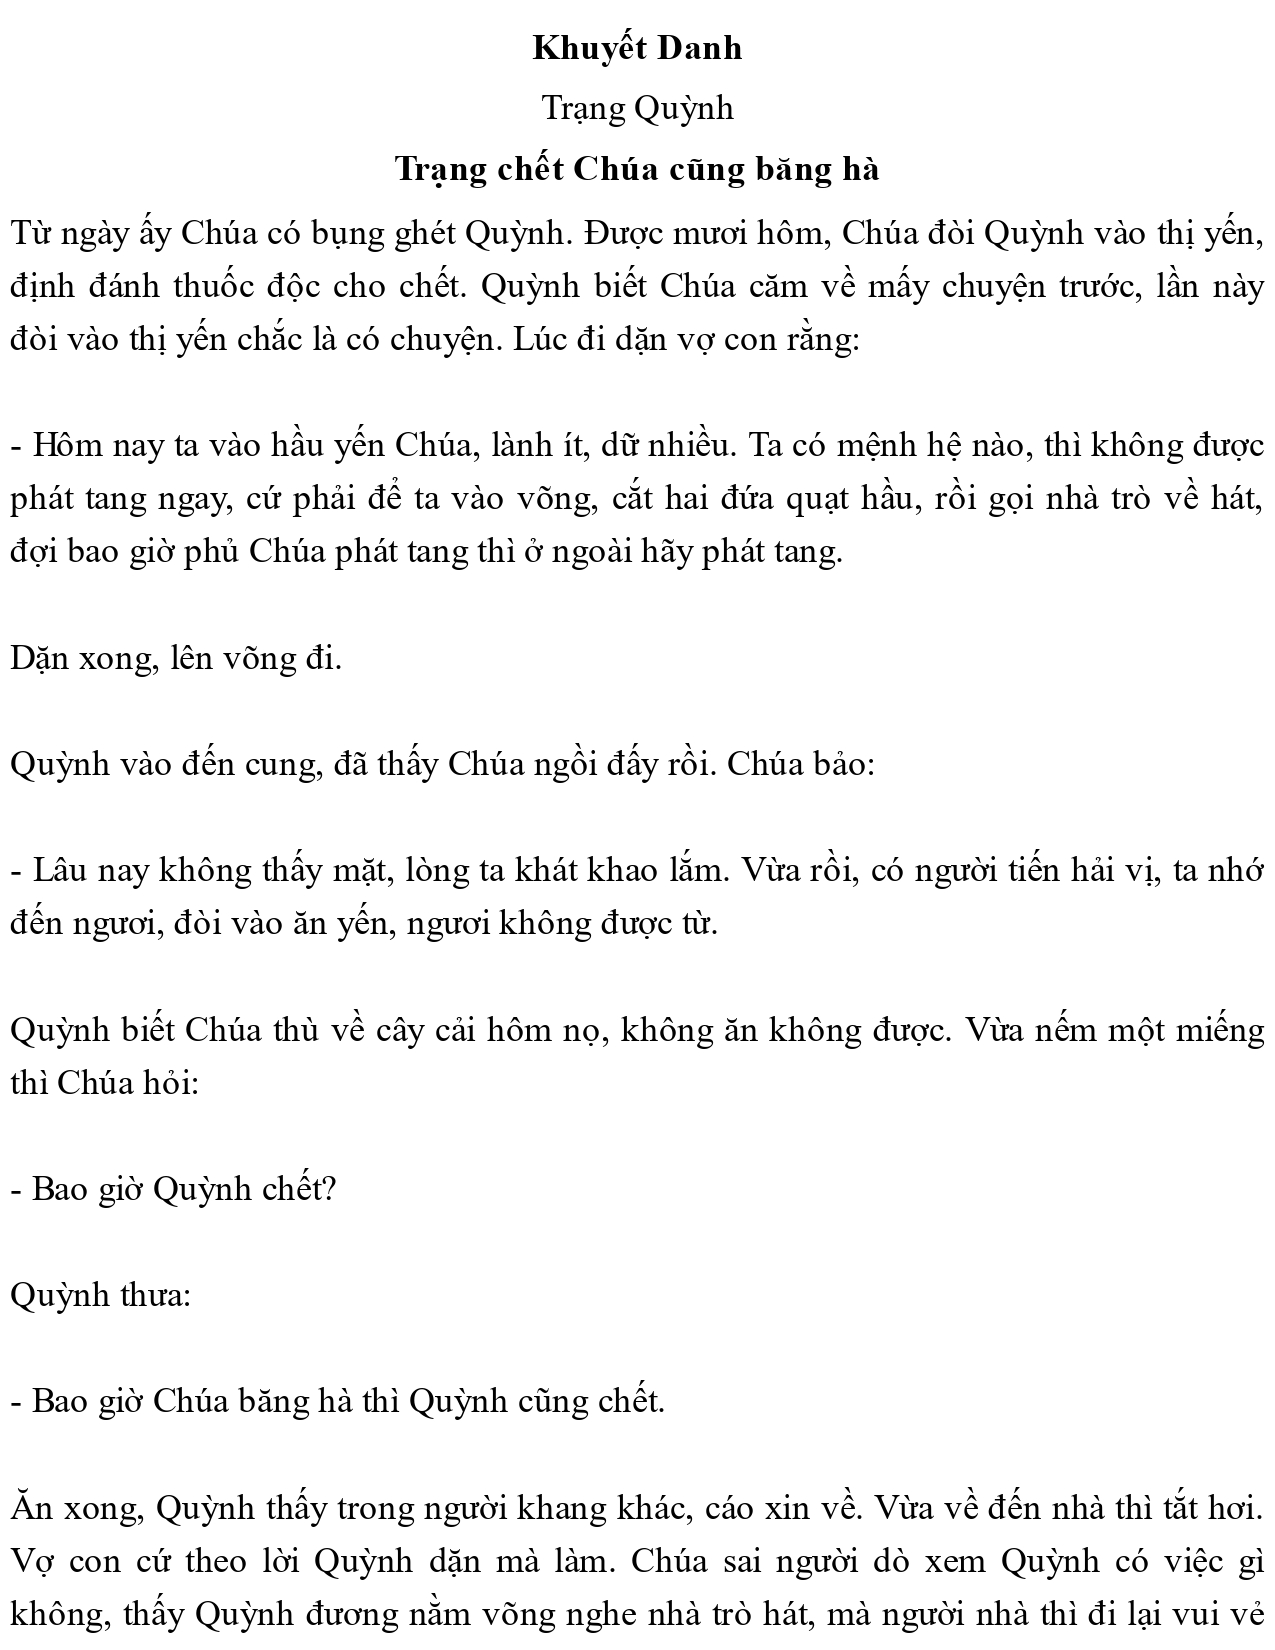 Khuyết Danh
Trạng Quỳnh
Trạng chết Chúa cũng băng hà
Từ ngày ấy Chúa có bụng ghét Quỳnh. Được mươi hôm, Chúa đòi Quỳnh vào thị yến,
định đánh thuốc độc cho chết. Quỳnh biết Chúa căm về mấy chuyện trước, lần này
đòi vào thị yến chắc là có chuyện. Lúc đi dặn vợ con rằng:
- Hôm nay ta vào hầu yến Chúa, lành ít, dữ nhiều. Ta có mệnh hệ nào, thì không được
phát tang ngay, cứ phải để ta vào võng, cắt hai đứa quạt hầu, rồi gọi nhà trò về hát,
đợi bao giờ phủ Chúa phát tang thì ở ngoài hãy phát tang.
Dặn xong, lên võng đi.
Quỳnh vào đến cung, đã thấy Chúa ngồi đấy rồi. Chúa bảo:
- Lâu nay không thấy mặt, lòng ta khát khao lắm. Vừa rồi, có người tiến hải vị, ta nhớ
đến ngươi, đòi vào ăn yến, ngươi không được từ.
Quỳnh biết Chúa thù về cây cải hôm nọ, không ăn không được. Vừa nếm một miếng
thì Chúa hỏi:
- Bao giờ Quỳnh chết?
Quỳnh thưa:
- Bao giờ Chúa băng hà thì Quỳnh cũng chết.
Ăn xong, Quỳnh thấy trong người khang khác, cáo xin về. Vừa về đến nhà thì tắt hơi.
Vợ con cứ theo lời Quỳnh dặn mà làm. Chúa sai người dò xem Quỳnh có việc gì
không, thấy Quỳnh đương nằm võng nghe nhà trò hát, mà người nhà thì đi lại vui vẻ